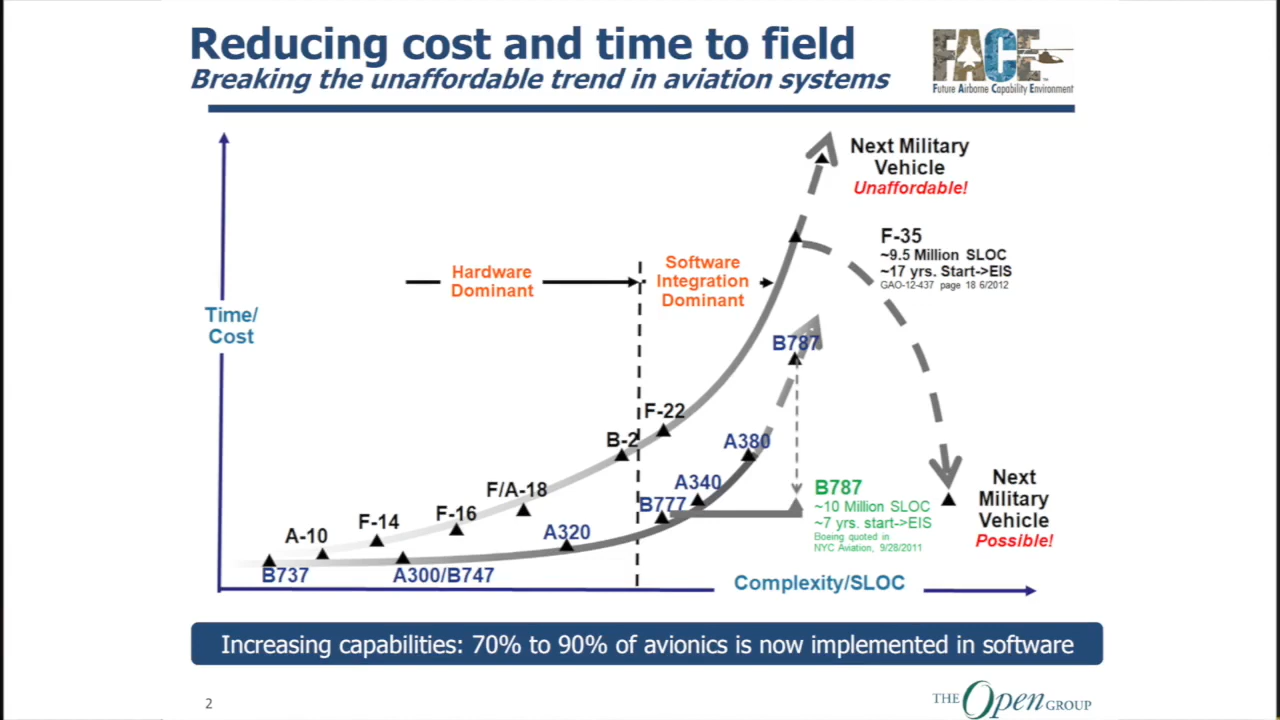 Reducing cost and time to field
Breaking the unaffordable trend in aviation systems
FACE™
Future Airborne Capability Environment
Next Military
Vehicle
Unaffordable!
F-35
~9.5 Million SLOC
~17 yrs. Start->EIS
GAO-12-437 page 18 6/2012
Hardware
Dominant
Software
Integration
Dominant
Time/
Cost
B787
F-22
B-2
A380
F/A-18
A340
F-16
B777
F-14
A320
A-10
B737
A300/B747
B787
~10 Million SLOC
~7 yrs. start->EIS
Boeing quoted in
NYC Aviation, 9/28/2011
Next
Military
Vehicle
Possible!
Complexity/SLOC
Increasing capabilities: 70% to 90% of avionics is now implemented in software
2
THE Open GROUP